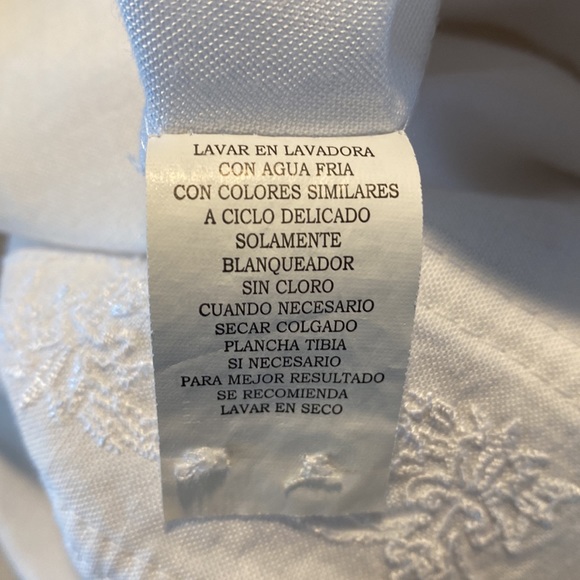 LAVAR EN LAVADORA
CON AGUA FRIA
CON COLORES SIMILARES
A CICLO DELICADO
SOLAMENTE
BLANQUEADOR
SIN CLORO
CUANDO NECESARIO
SECAR COLGADO
PLANCHA TIBIA
SI NECESARIO
PARA MEJOR RESULTADO
SE RECOMIENDA
LAVAR EN SECO